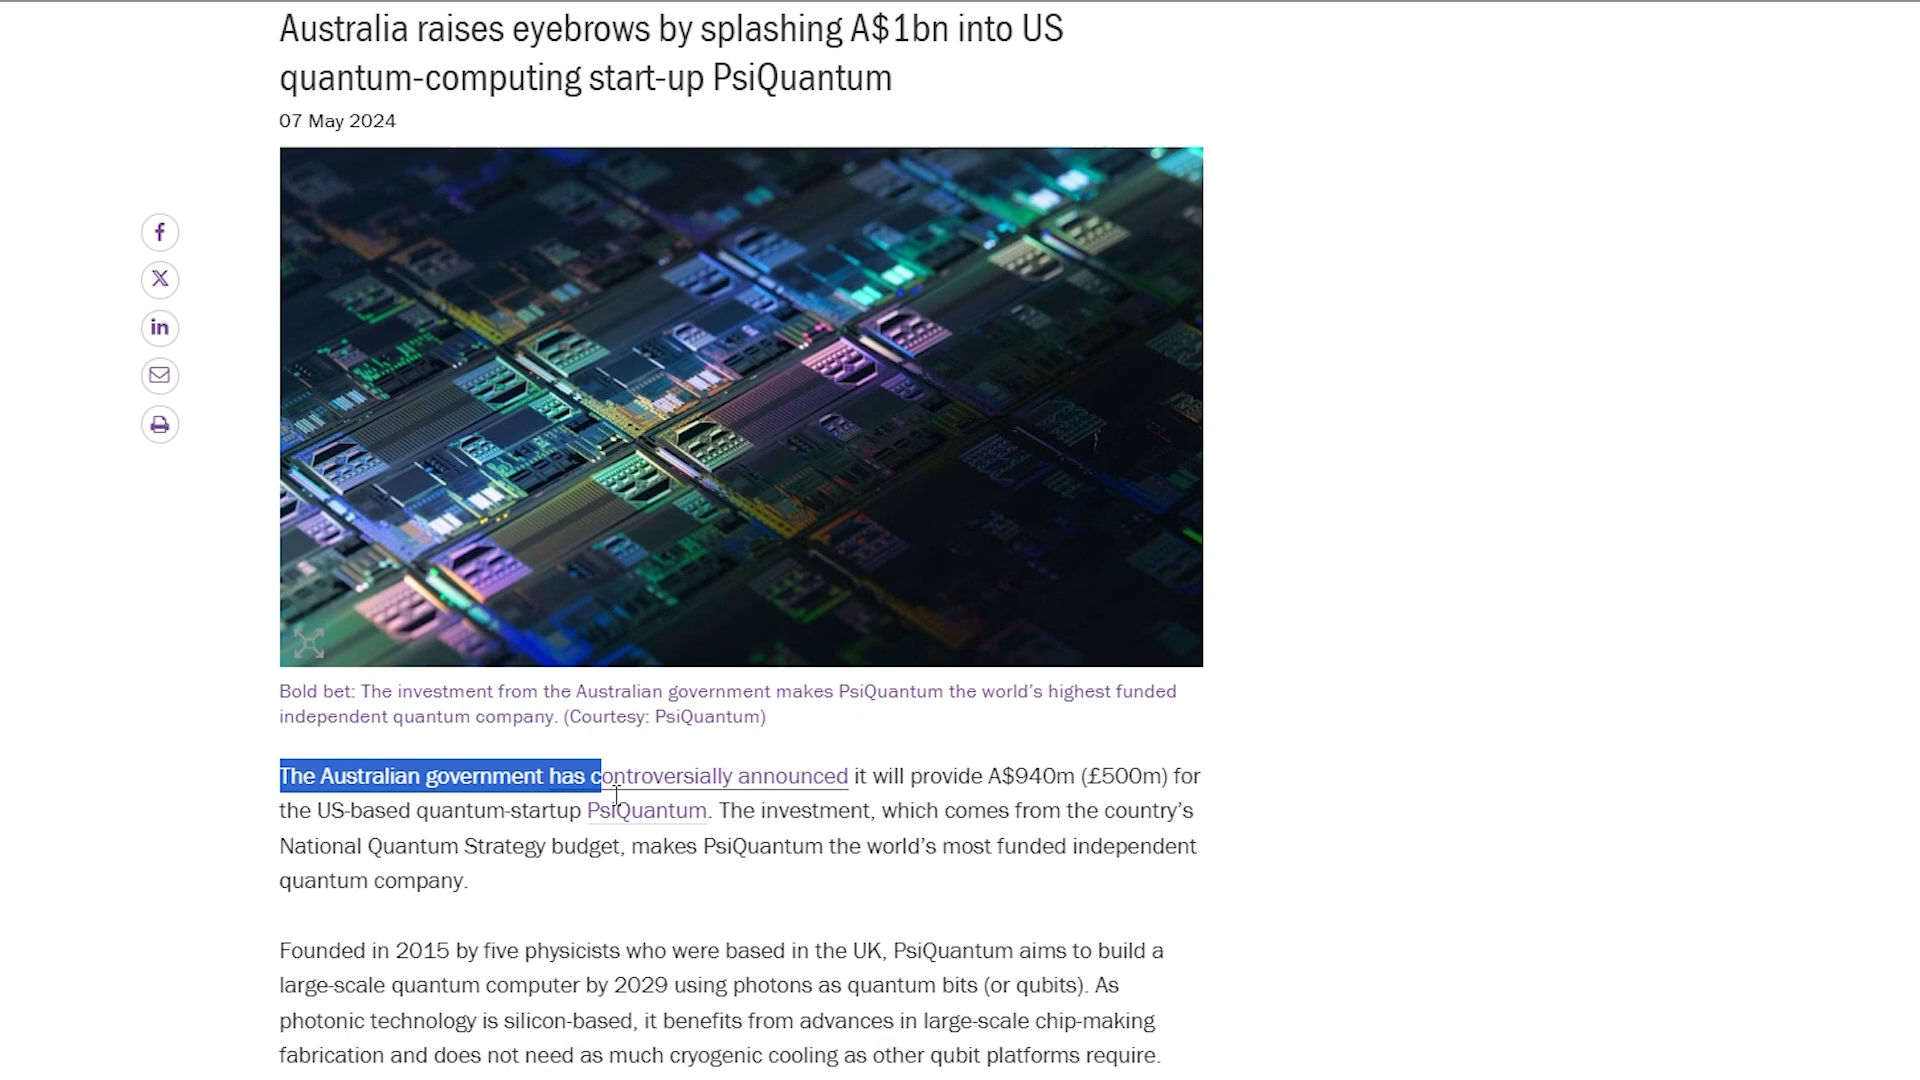 Australia raises eyebrows by splashing A$1bn into US
quantum-computing start-up PsiQuantum
07 May 2024
f
X
in
Bold bet: The investment from the Australian government makes PsiQuantum the world’s highest funded
independent quantum company. (Courtesy: PsiQuantum)
The Australian government has controversially announced it will provide A$940m (£500m) for
the US-based quantum-startup PsiQuantum. The investment, which comes from the country’s
National Quantum Strategy budget, makes PsiQuantum the world’s most funded independent
quantum company.
Founded in 2015 by five physicists who were based in the UK, PsiQuantum aims to build a
large-scale quantum computer by 2029 using photons as quantum bits (or qubits). As
photonic technology is silicon-based, it benefits from advances in large-scale chip-making
fabrication and does not need as much cryogenic cooling as other qubit platforms require.